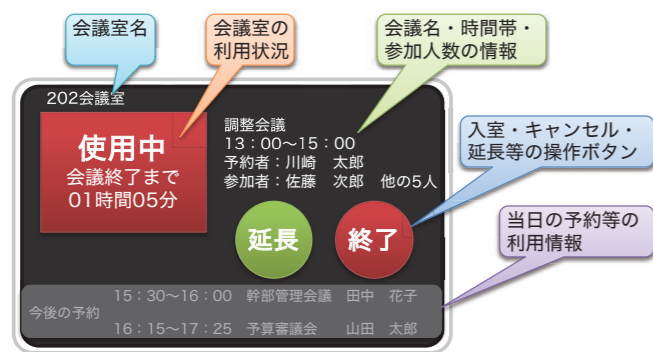 会議室名
会議室の
利用状況
会議名・時間帯・
参加人数の情報
202会議室
使用中
会議終了まで
01時間05分
調整会議
13：00〜15：00
予約者：川崎　太郎
参加者：佐藤　次郎　他の5人
入室・キャンセル・
延長等の操作ボタン
延長
終了
当日の予約等の
利用情報
今後の予約
15：30〜16：00　幹部管理会議　田中　花子
16：15〜17：25　予算審議会　山田　太郎